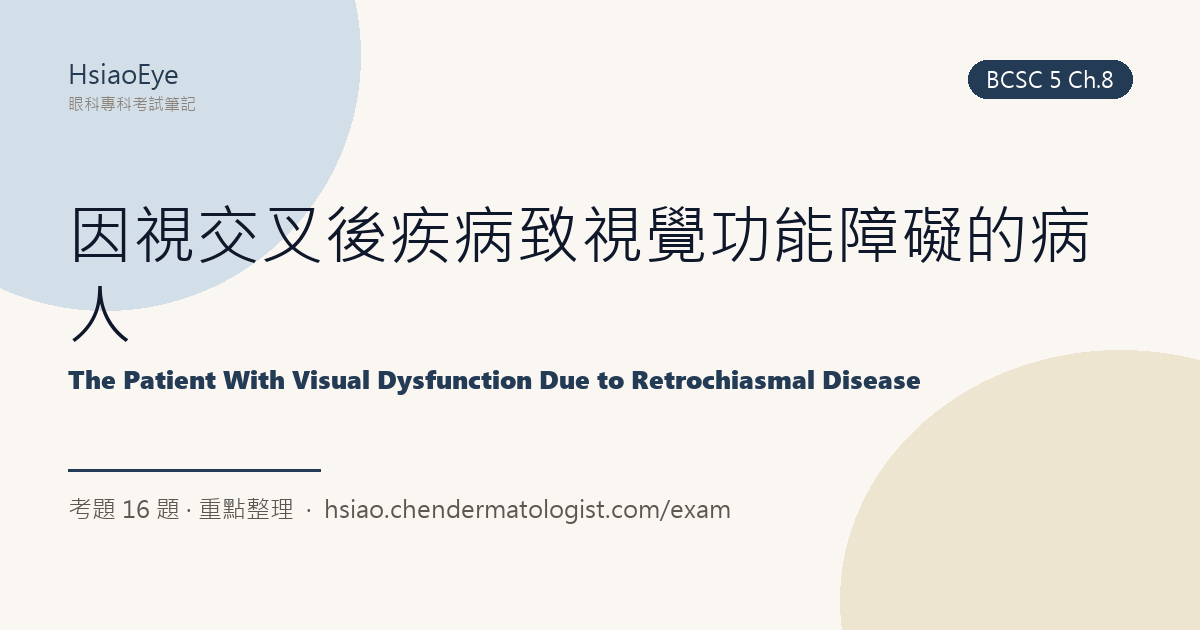 HsiaoEye
眼科專科考試筆記
BCSC 5 Ch.8
因視交叉後疾病致視覺功能障礙的病
人
The Patient With Visual Dysfunction Due to Retrochiasmal Disease
考題 16 題 · 重點整理 · hsiao.chendermatologist.com/exam